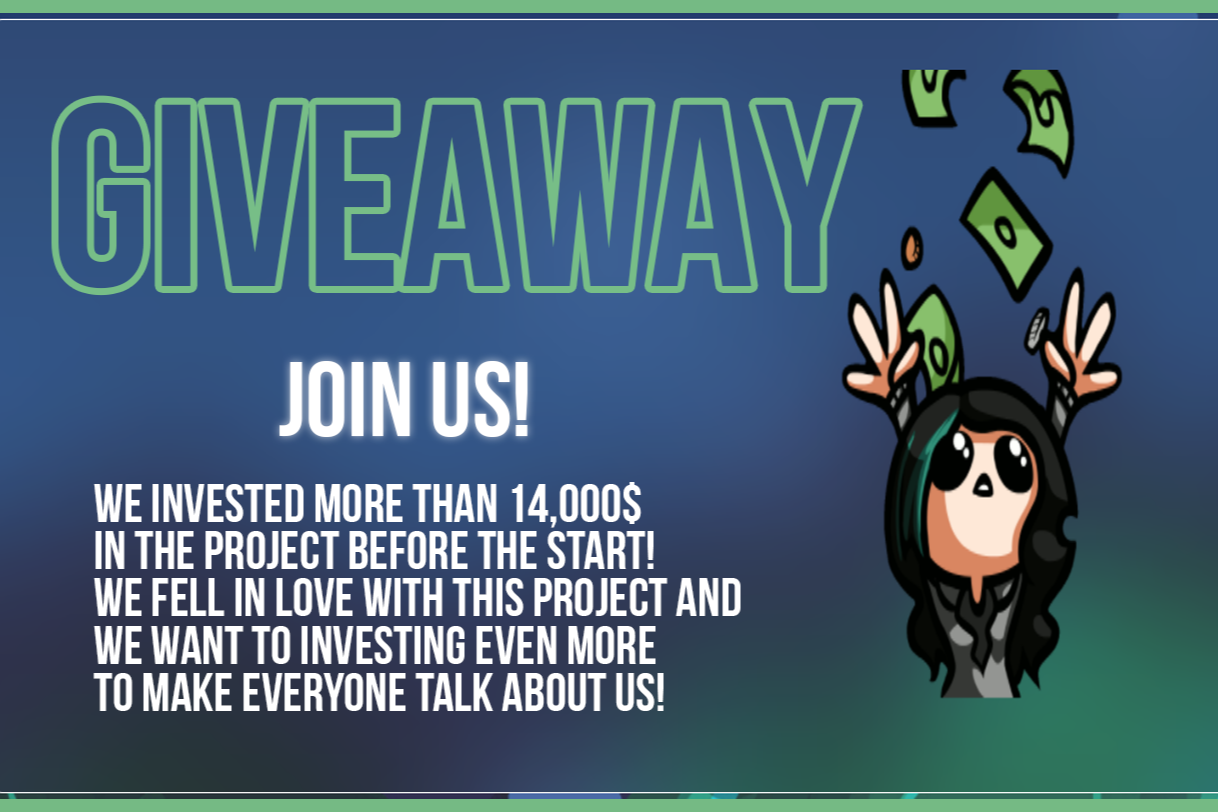 GIVEAWAY
JOIN US!
WE INVESTED MORE THAN 14,000$
IN THE PROJECT BEFORE THE START!
WE FELL IN LOVE WITH THIS PROJECT AND
WE WANT TO INVESTING EVEN MORE
TO MAKE EVERYONE TALK ABOUT US!